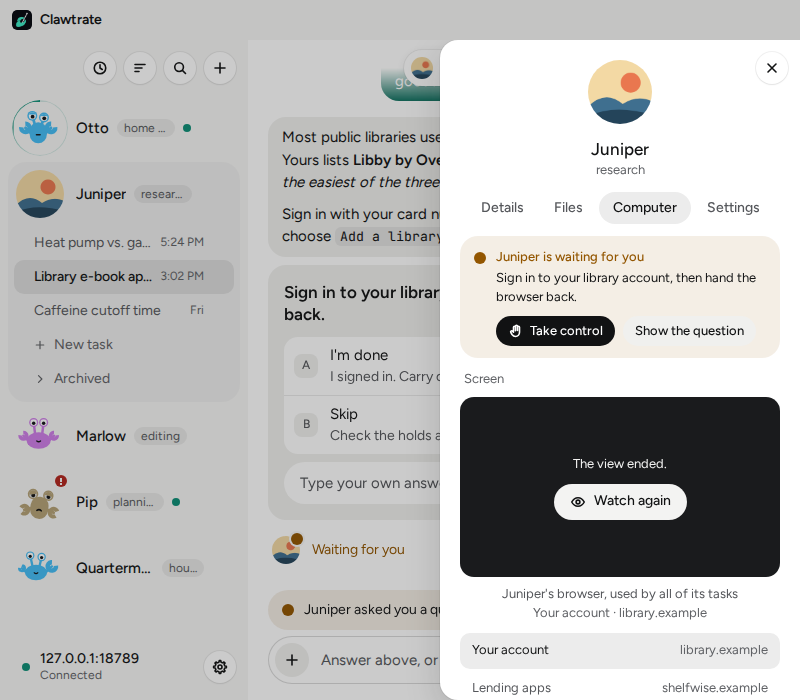 Clawtrate
Otto home ...
Juniper resear...
Heat pump vs. ga... 5:24 PM
Library e-book ap... 3:02 PM
Caffeine cutoff time Fri
New task
Archived
Marlow editing
Pip planni...
Quarterm... hou...
127.0.0.1:18789
Connected
Most public libraries use
Yours lists Libby by Ove
the easiest of the three
Sign in with your card n
choose Add a library
Sign in to your library
back.
A I'm done
I signed in. Carry o
B Skip
Check the holds a
Type your own answe
Waiting for you
Juniper asked you a qu
Answer above, or
Juniper
research
Details Files Computer Settings
Juniper is waiting for you
Sign in to your library account, then hand the
browser back.
Take control Show the question
Screen
The view ended.
Watch again
Juniper's browser, used by all of its tasks
Your account · library.example
Your account library.example
Lending apps shelfwise.example